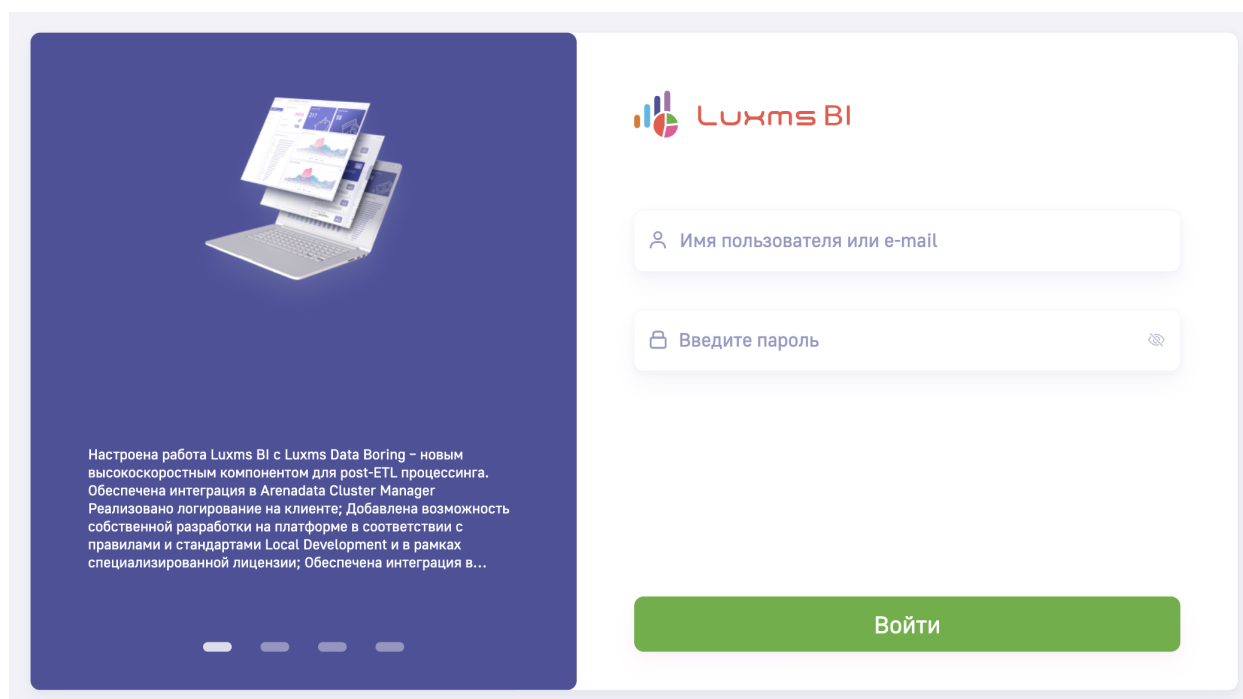 Luxms BI
Имя пользователя или e-mail
Введите пароль
Настроена работа Luxms BI с Luxms Data Boring – новым
высокоскоростным компонентом для post-ETL процессинга.
Обеспечена интеграция в Arenadata Cluster Manager
Реализовано логирование на клиенте; Добавлена возможность
собственной разработки на платформе в соответствии с
правилами и стандартами Local Development и в рамках
специализированной лицензии; Обеспечена интеграция в...
Войти